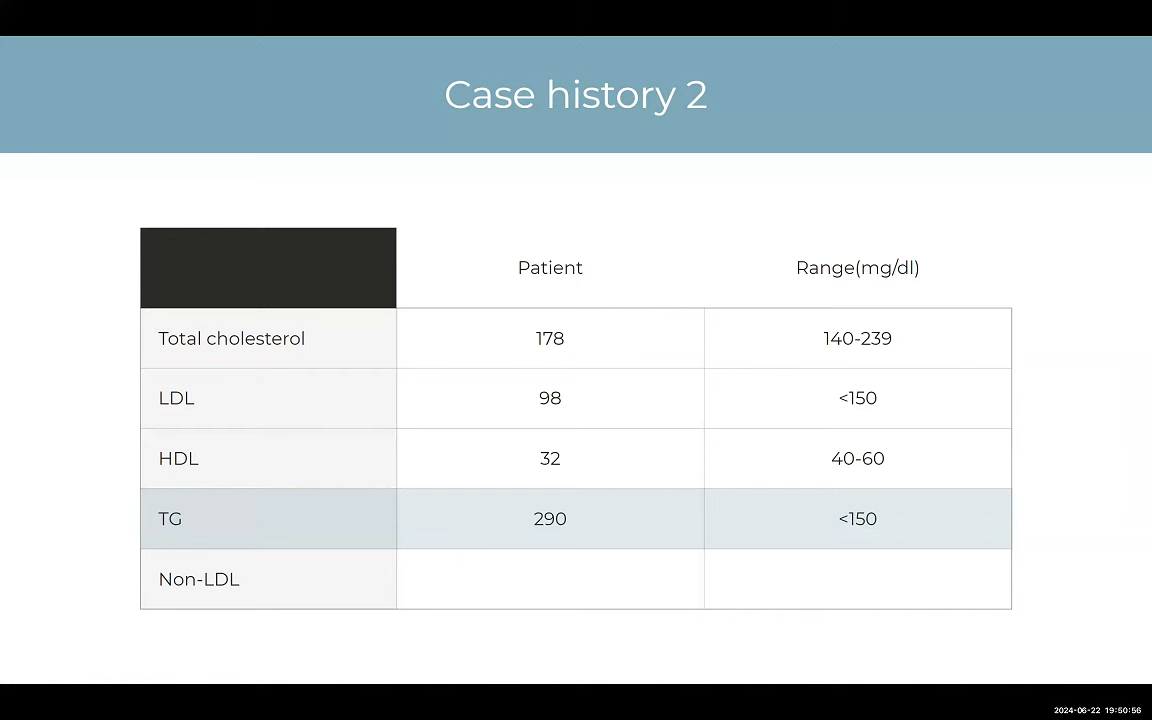 Case history 2
Patient Range(mg/dl)
Total cholesterol 178 140-239
LDL 98 <150
HDL 32 40-60
TG 290 <150
Non-LDL
2024-06-22 19:50:56